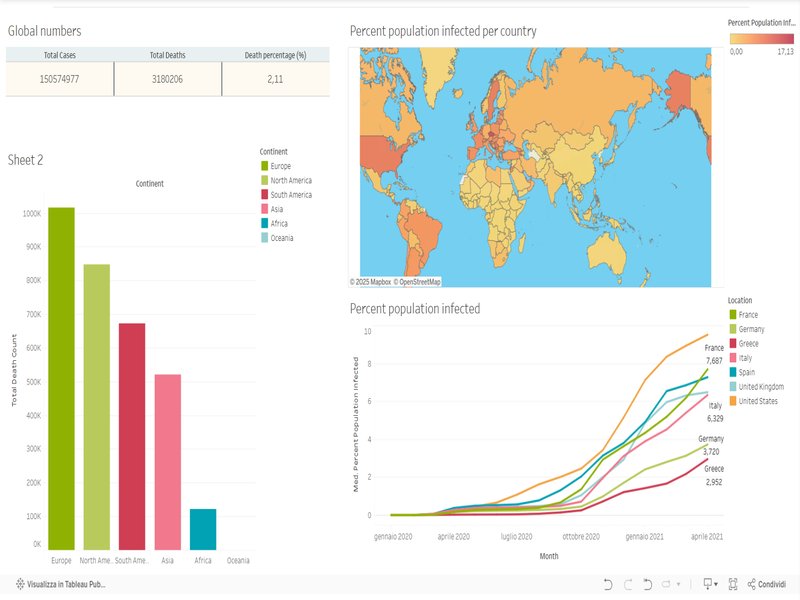 Global numbers
Total Cases Total Deaths Death percentage (%)
150574977 3180206 2,11
Sheet 2
Continent
Continent
Europe
North America
South America
Asia
Africa
Oceania
1000K
900K
800K
700K
600K
500K
400K
300K
200K
100K
0K
Total Death Count
Europe North Ame.. South Ame.. Asia Africa Oceania
Percent population infected per country
© 2025 Mapbox © OpenStreetMap
Percent Population Inf...
0,00 17,13
Percent population infected
Med. Percent Population infected
10
8
6
4
2
0
France
7,687
Italy
6,329
Germany
3,720
Greece
2,952
gennaio 2020 aprile 2020 luglio 2020 ottobre 2020 gennaio 2021 aprile 2021
Month
Location
France
Germany
Greece
Italy
Spain
United Kingdom
United States
Visualizza in Tableau Pub...
Condividi